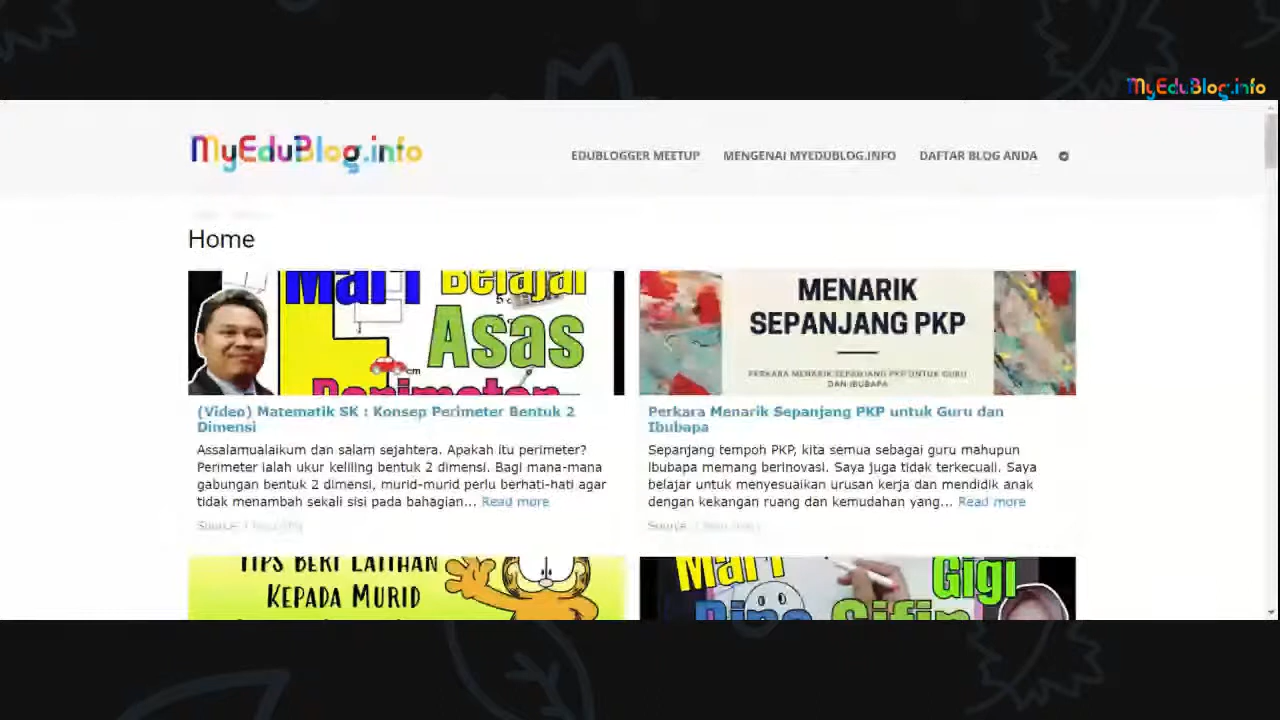 MyEduBlog.info
MyEduBlog.info
EDUBLOGGER MEETUP MENGENAI MYEDUBLOG.INFO DAFTAR BLOG ANDA
Home
Mari Belajar
Asas
Perimeter
cm
(Video) Matematik SK : Konsep Perimeter Bentuk 2
Dimensi
Assalamualaikum dan salam sejahtera. Apakah itu perimeter?
Perimeter ialah ukur keliling bentuk 2 dimensi. Bagi mana-mana
gabungan bentuk 2 dimensi, murid-murid perlu berhati-hati agar
tidak menambah sekali sisi pada bahagian... Read more
Source:
MENARIK
SEPANJANG PKP
PERKARA MENARIK SEPANJANG PKP UNTUK GURU
DAN IBUBAPA
Perkara Menarik Sepanjang PKP untuk Guru dan
Ibubapa
Sepanjang tempoh PKP, kita semua sebagai guru mahupun
ibubapa memang berinovasi. Saya juga tidak terkecuali. Saya
belajar untuk menyesuaikan urusan kerja dan mendidik anak
dengan kekangan ruang dan kemudahan yang... Read more
Source:
TIPS BERI LATIHAN
KEPADA MURID
Mari Gigi
Sifir